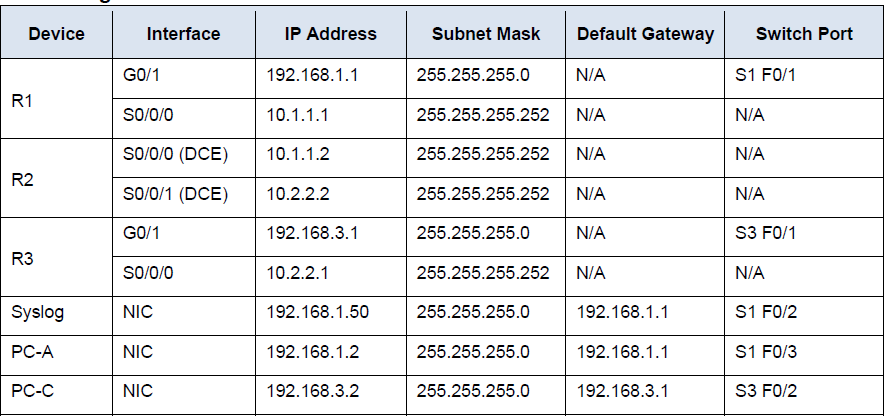 Device Interface IP Address Subnet Mask Default Gateway Switch Port
R1 G0/1 192.168.1.1 255.255.255.0 N/A S1 F0/1
S0/0/0 10.1.1.1 255.255.255.252 N/A N/A
R2 S0/0/0 (DCE) 10.1.1.2 255.255.255.252 N/A N/A
S0/0/1 (DCE) 10.2.2.2 255.255.255.252 N/A N/A
R3 G0/1 192.168.3.1 255.255.255.0 N/A S3 F0/1
S0/0/0 10.2.2.1 255.255.255.252 N/A N/A
Syslog NIC 192.168.1.50 255.255.255.0 192.168.1.1 S1 F0/2
PC-A NIC 192.168.1.2 255.255.255.0 192.168.1.1 S1 F0/3
PC-C NIC 192.168.3.2 255.255.255.0 192.168.3.1 S3 F0/2